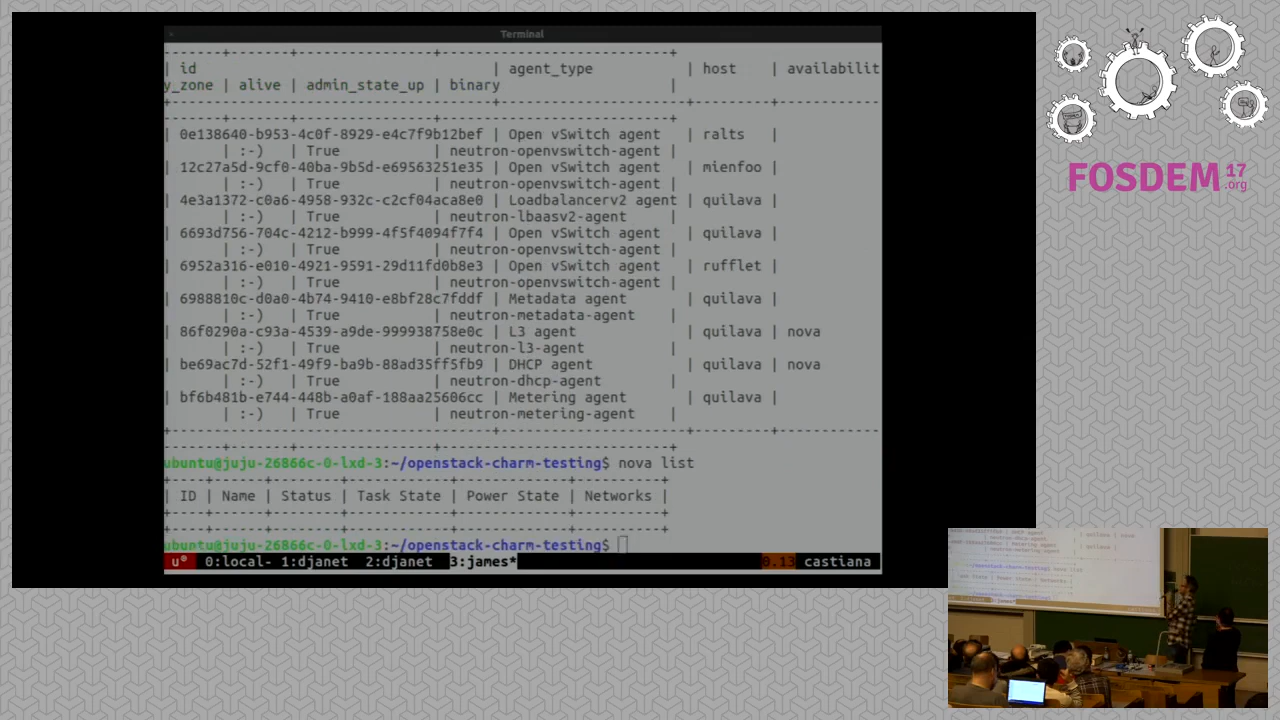 Terminal
| id | agent_type | host | availabilit
y_zone | alive | admin_state_up | binary |
| 0e138640-b953-4c0f-8929-e4c7f9b12bef | Open vSwitch agent | ralts |
| :-) | True | neutron-openvswitch-agent |
| 12c27a5d-9cf0-40ba-9b5d-e69563251e35 | Open vSwitch agent | mienfoo |
| :-) | True | neutron-openvswitch-agent |
| 4e3a1372-c0a6-4958-932c-c2cf04aca8e0 | Loadbalancerv2 agent | quilava |
| :-) | True | neutron-lbaasv2-agent |
| 6693d756-704c-4212-b999-4f5f4094f7f4 | Open vSwitch agent | quilava |
| :-) | True | neutron-openvswitch-agent |
| 6952a316-e010-4921-9591-29d11fd0b8e3 | Open vSwitch agent | rufflet |
| :-) | True | neutron-openvswitch-agent |
| 6988810c-d0a0-4b74-9410-e8bf28c7fddf | Metadata agent | quilava |
| :-) | True | neutron-metadata-agent |
| 86f0290a-c93a-4539-a9de-999938758e0c | L3 agent | quilava | nova
| :-) | True | neutron-l3-agent |
| be69ac7d-52f1-49f9-ba9b-88ad35ff5fb9 | DHCP agent | quilava | nova
| :-) | True | neutron-dhcp-agent |
| bf6b481b-e744-448b-a0af-188aa25606cc | Metering agent | quilava |
| :-) | True | neutron-metering-agent |
ubuntu@juju-26866c-0-lxd-3:~/openstack-charm-testing$ nova list
| ID | Name | Status | Task State | Power State | Networks |
ubuntu@juju-26866c-0-lxd-3:~/openstack-charm-testing$
u 0:local- 1:djanet 2:djanet 3:james* 0.13 castiana
FOSDEM 17
.org